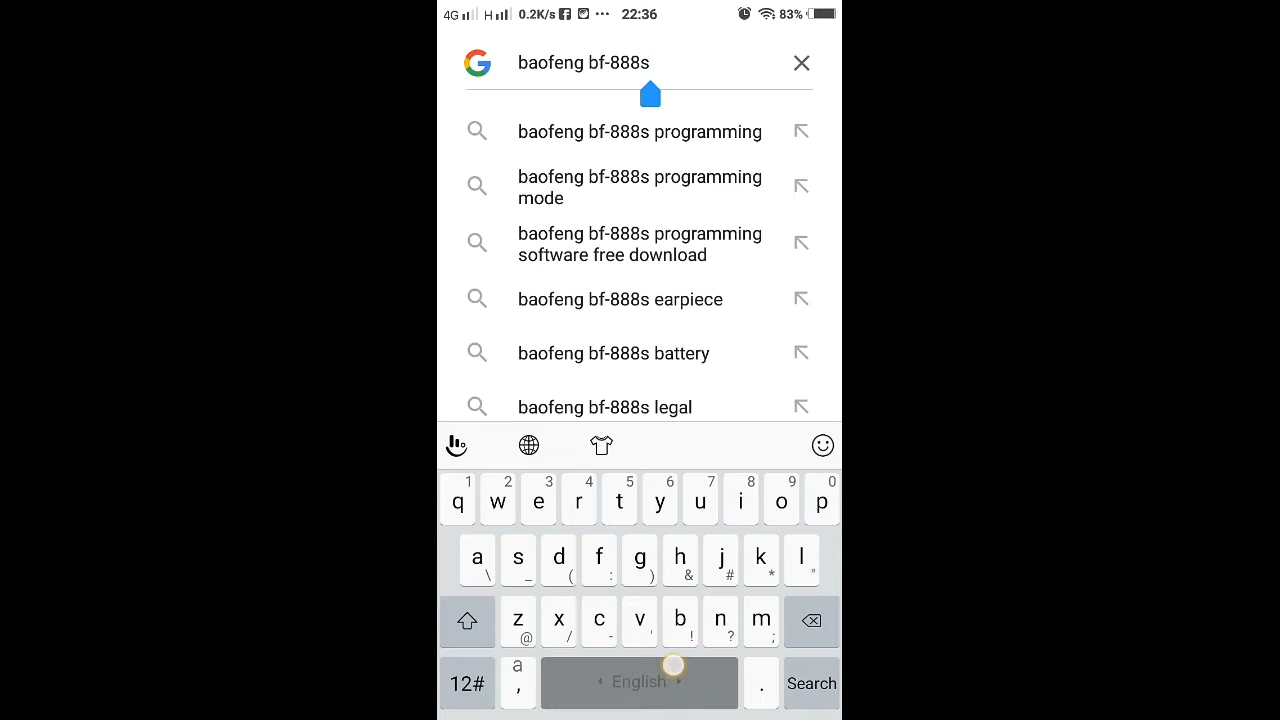 4G H 0.2K/s ... 22:36 83%
baofeng bf-888s
baofeng bf-888s programming
baofeng bf-888s programming
mode
baofeng bf-888s programming
software free download
baofeng bf-888s earpiece
baofeng bf-888s battery
baofeng bf-888s legal
1 2 3 4 5 6 7 8 9 0
q w e r t y u i o p
a s d f g h j k l
\ _ ( : ) & # * "
z x c v b n m
@ / - ' ! ? ;
12# a , English . Search